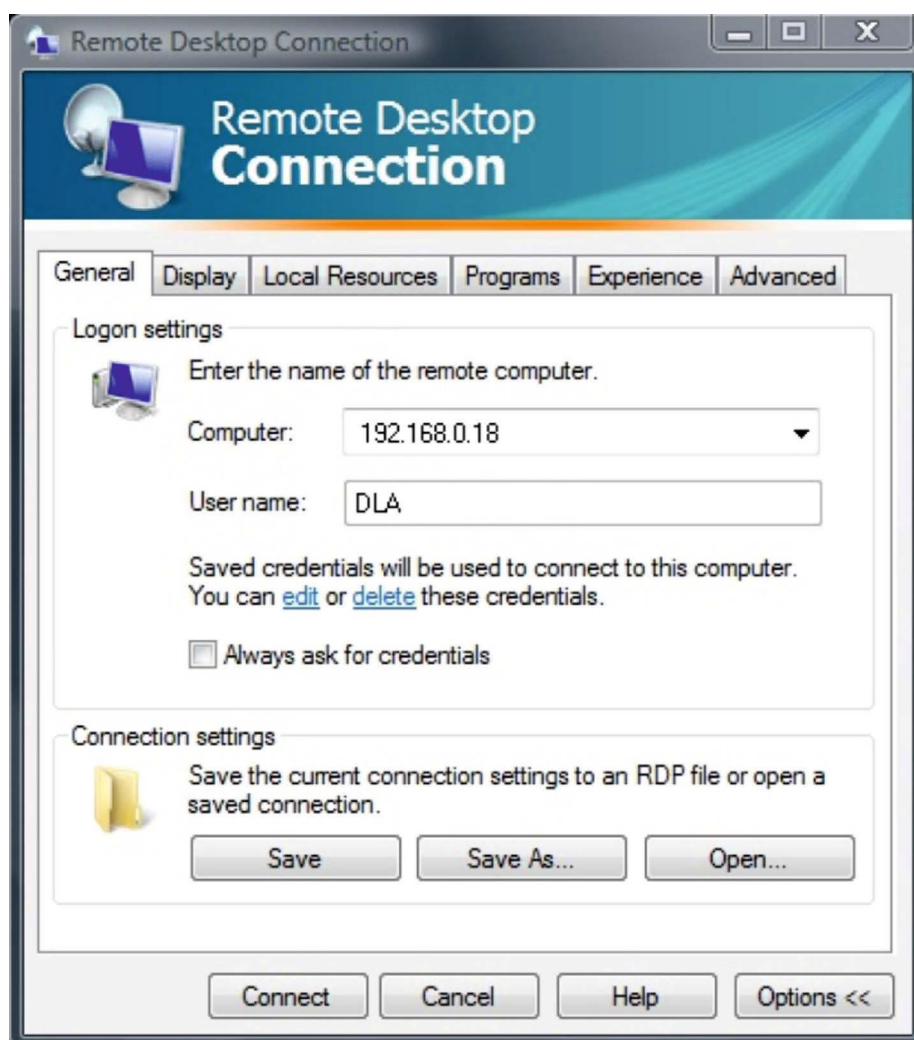 Remote Desktop Connection
Remote Desktop
Connection
General Display Local Resources Programs Experience Advanced
Logon settings
Enter the name of the remote computer.
Computer: 192.168.0.18
User name: DLA
Saved credentials will be used to connect to this computer.
You can edit or delete these credentials.
Always ask for credentials
Connection settings
Save the current connection settings to an RDP file or open a
saved connection.
Save Save As... Open...
Connect Cancel Help Options <<